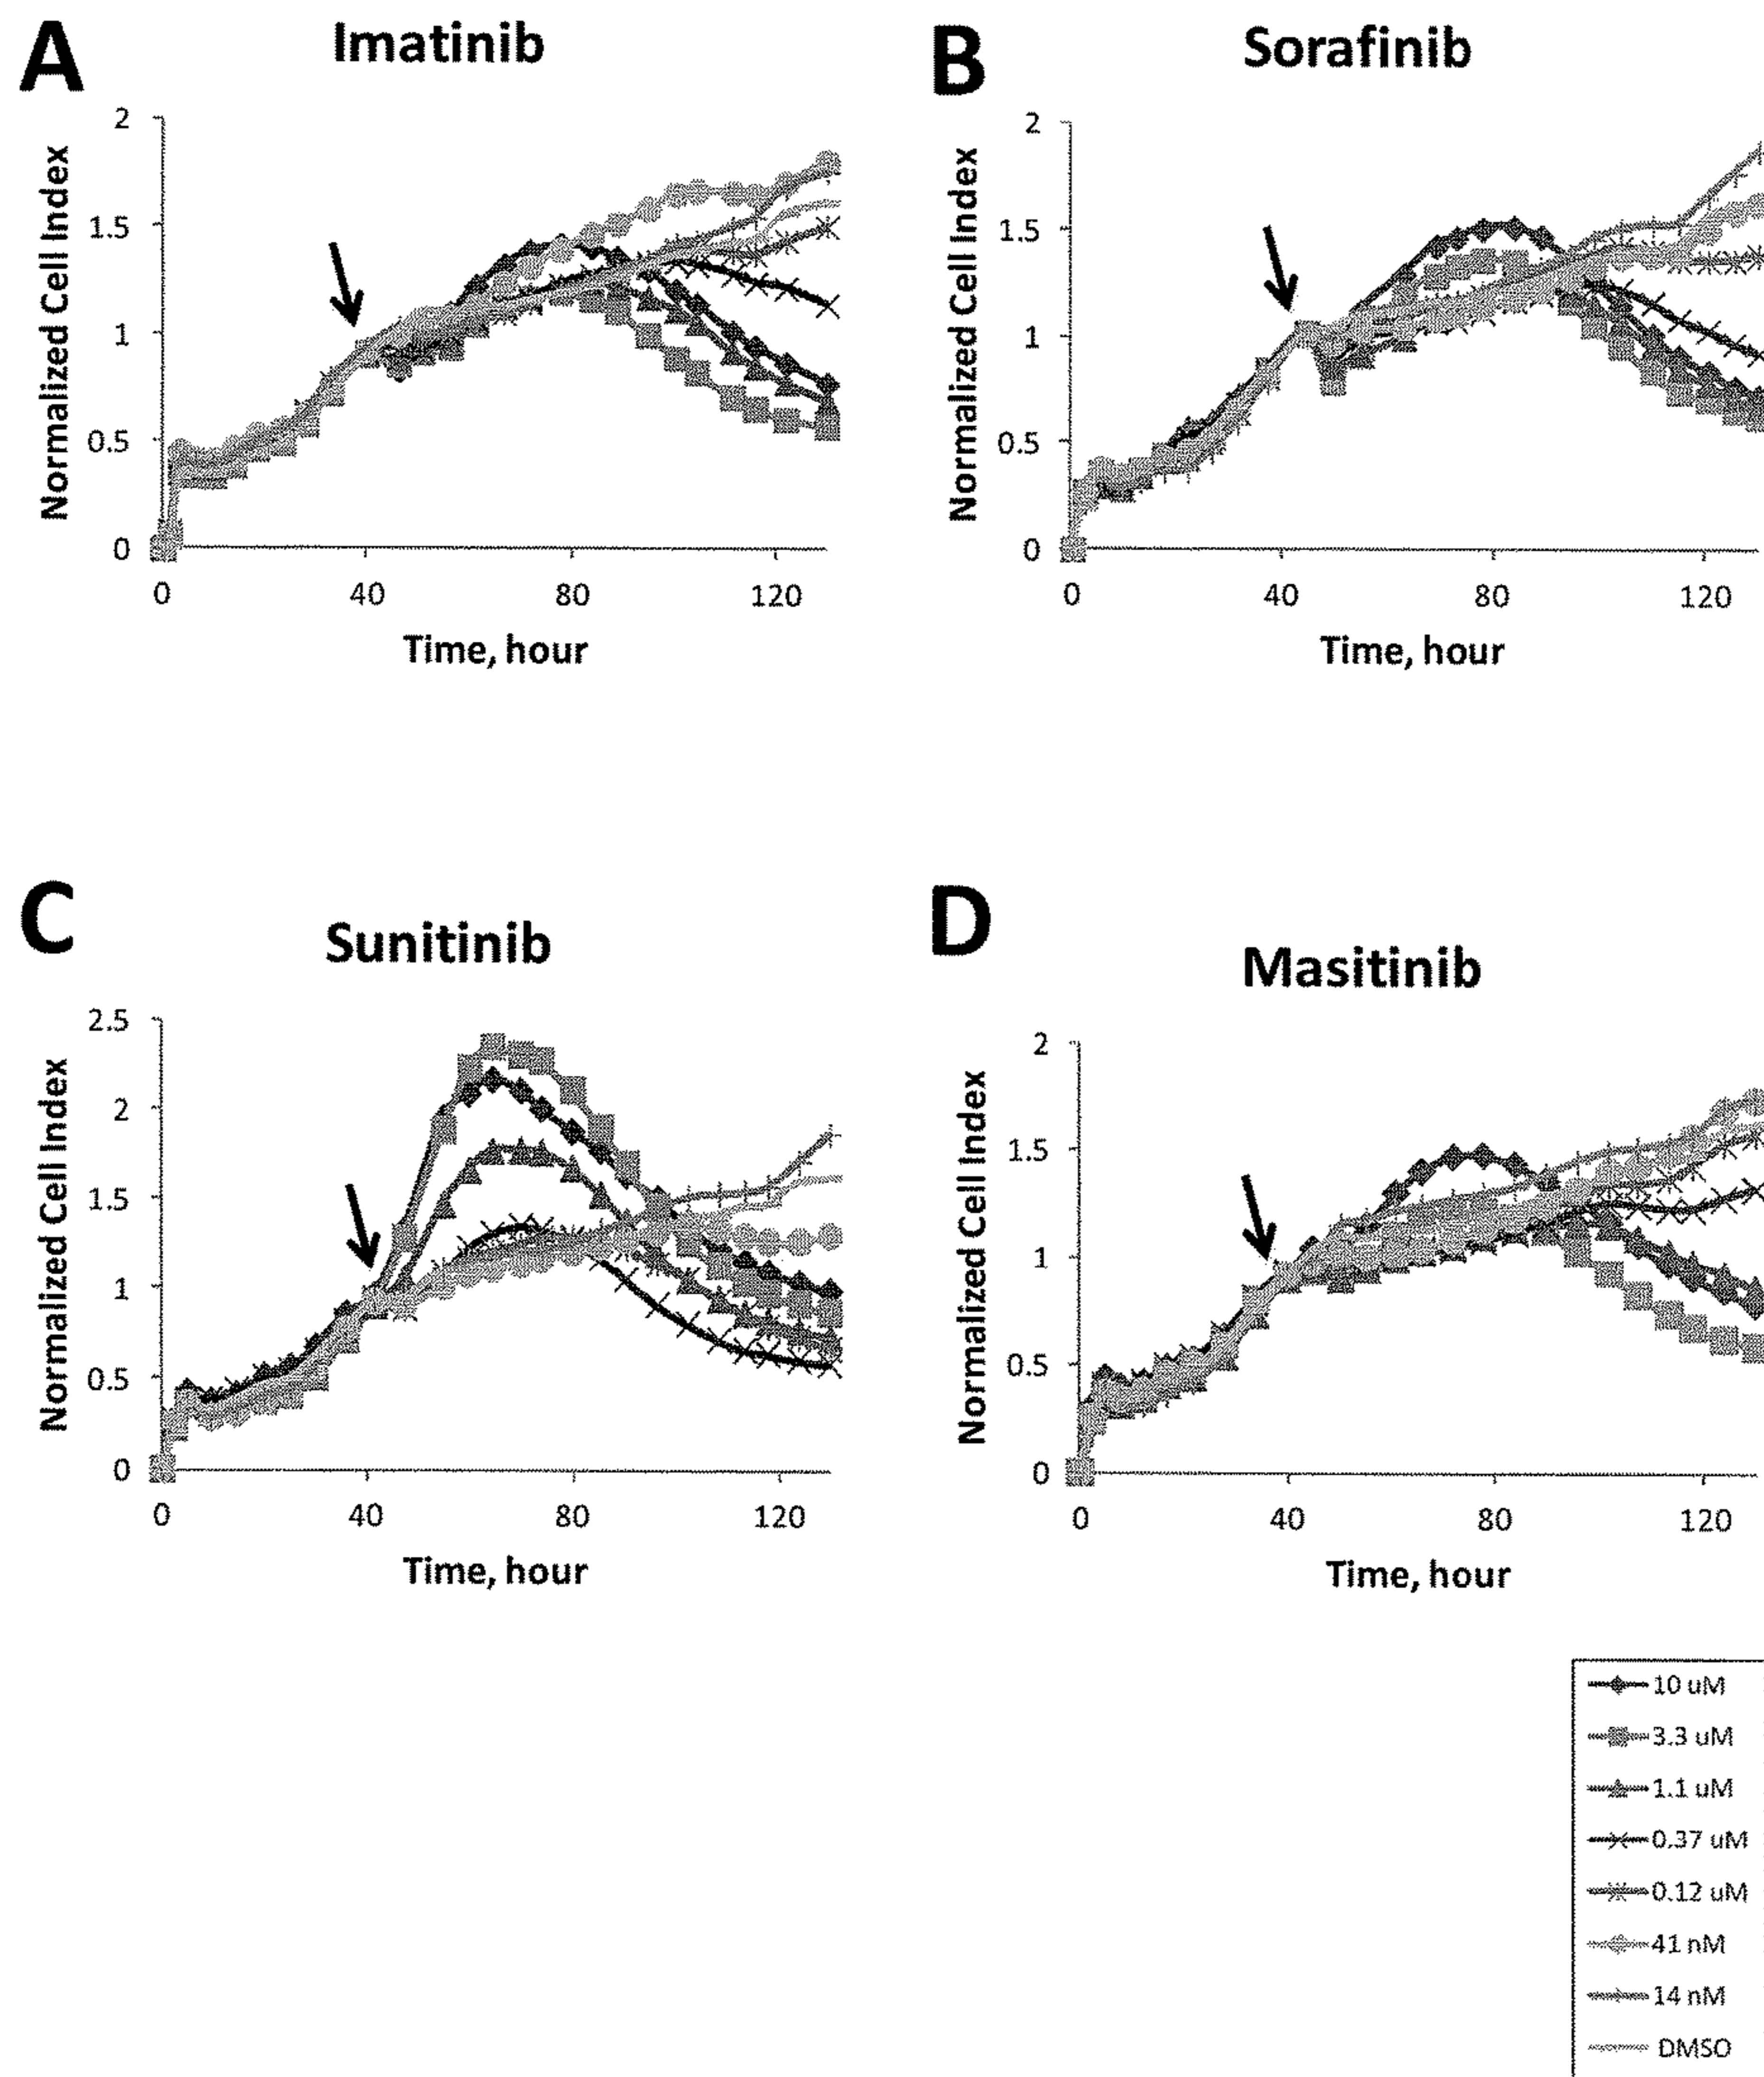 A
Imatinib
Normalized Cell Index
2
1.5
1
0.5
0
0
40
80
120
Time, hour
B
Sorafinib
Normalized Cell Index
2
1.5
1
0.5
0
0
40
80
120
Time, hour
C
Sunitinib
Normalized Cell Index
2.5
2
1.5
1
0.5
0
0
40
80
120
Time, hour
D
Masitinib
Normalized Cell Index
2
1.5
1
0.5
0
0
40
80
120
Time, hour
10 uM
3.3 uM
1.1 uM
0.37 uM
0.12 uM
41 nM
14 nM
DMSO